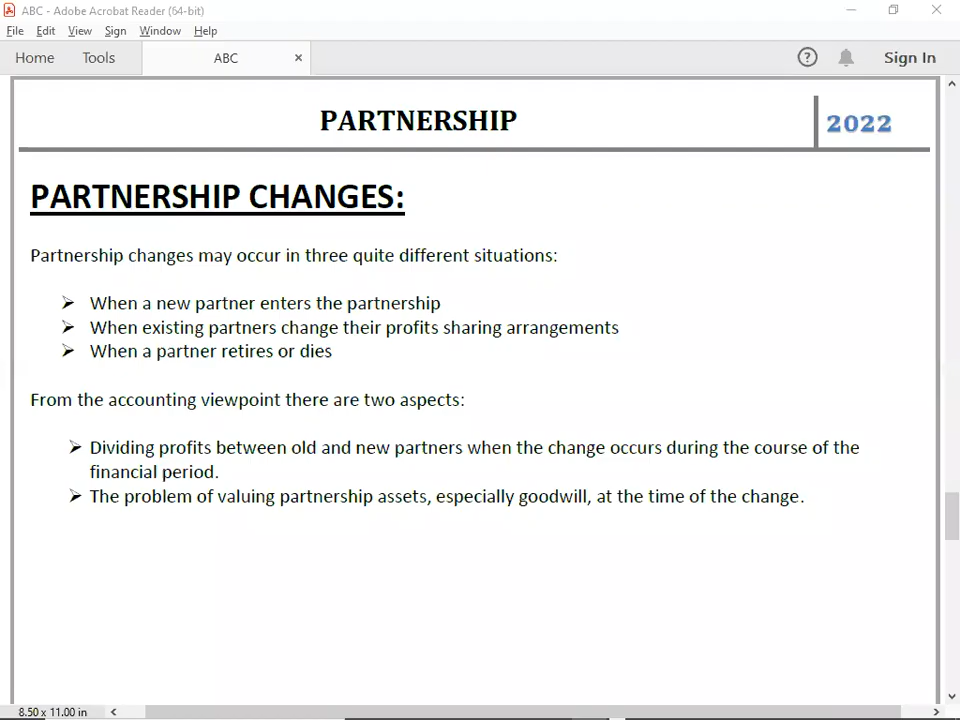 ABC - Adobe Acrobat Reader (64-bit)
File Edit View Sign Window Help
Home Tools ABC × ? Sign In
PARTNERSHIP 2022
PARTNERSHIP CHANGES:
Partnership changes may occur in three quite different situations:
➢ When a new partner enters the partnership
➢ When existing partners change their profits sharing arrangements
➢ When a partner retires or dies
From the accounting viewpoint there are two aspects:
➢ Dividing profits between old and new partners when the change occurs during the course of the
financial period.
➢ The problem of valuing partnership assets, especially goodwill, at the time of the change.
8.50 x 11.00 in